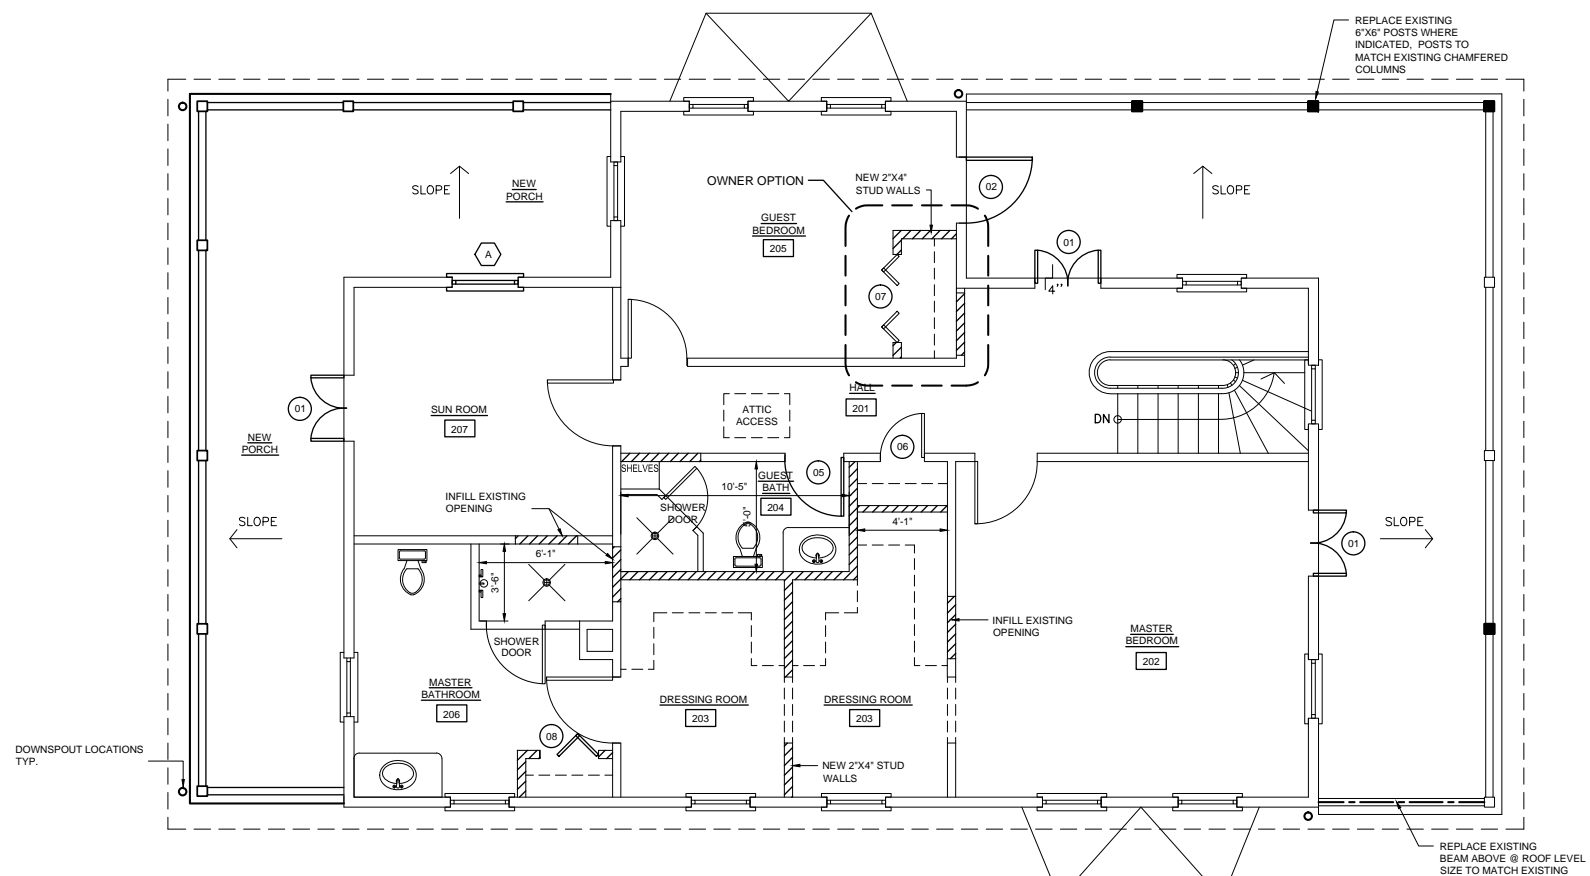 REPLACE EXISTING
6"X6" POSTS WHERE
INDICATED, POSTS TO
MATCH EXISTING CHAMFERED
COLUMNS
OWNER OPTION
NEW 2"X4"
STUD WALLS
SLOPE
NEW
PORCH
02
SLOPE
GUEST
BEDROOM
205
A
01
4''
07
HALL
201
ATTIC
ACCESS
01
SUN ROOM
207
DN
NEW
PORCH
06
SHELVES
05
GUEST
BATH
204
10'-5"
SHOWER
DOOR
INFILL EXISTING
OPENING
SLOPE
4'-1"
SLOPE
01
6'-1"
3'-6"
SHOWER
DOOR
INFILL EXISTING
OPENING
MASTER
BEDROOM
202
MASTER
BATHROOM
206
DRESSING ROOM
203
DRESSING ROOM
203
08
DOWNSPOUT LOCATIONS
TYP.
NEW 2"X4" STUD
WALLS
REPLACE EXISTING
BEAM ABOVE @ ROOF LEVEL
SIZE TO MATCH EXISTING